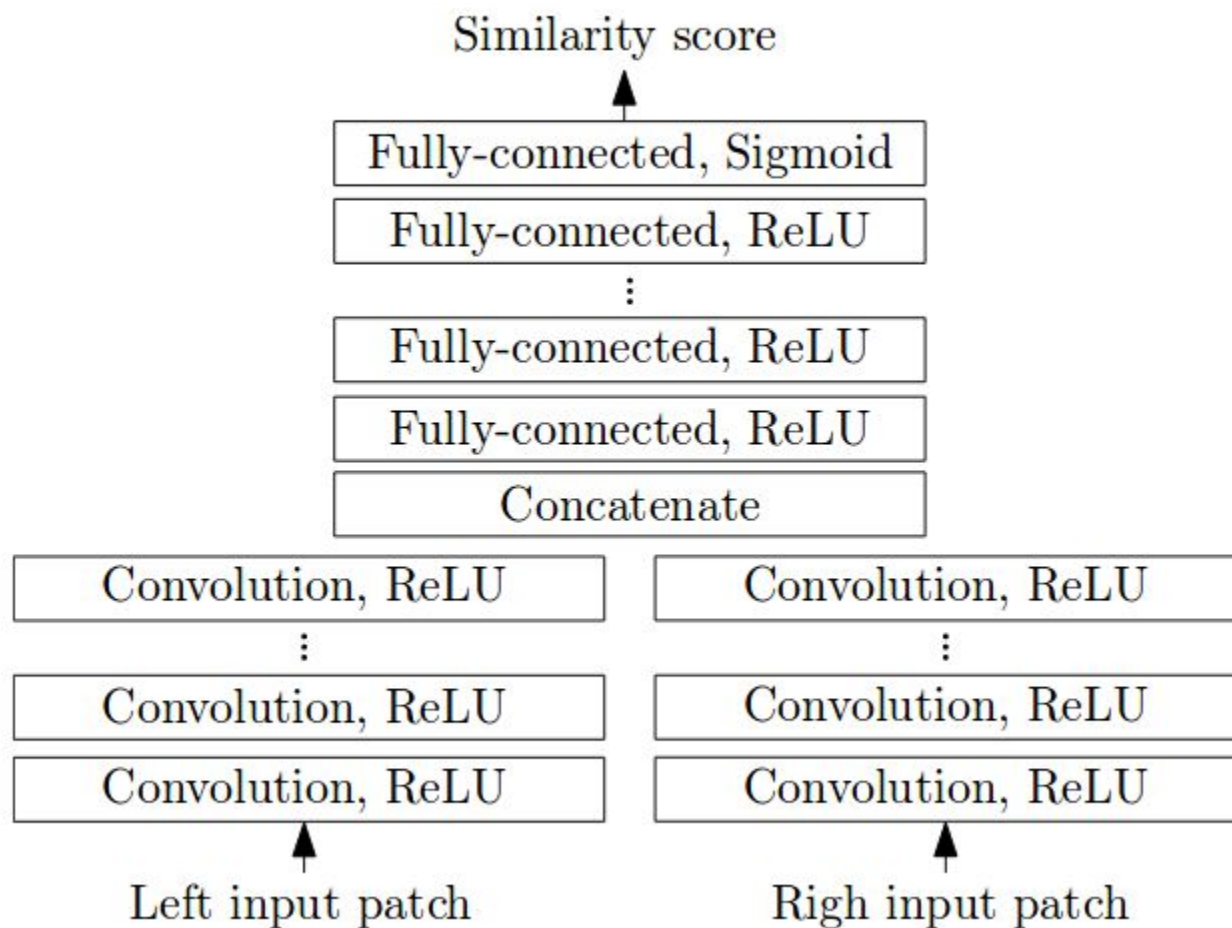 Similarity score
Fully-connected, Sigmoid
Fully-connected, ReLU
Fully-connected, ReLU
Fully-connected, ReLU
Concatenate
Convolution, ReLU
Convolution, ReLU
Convolution, ReLU
Convolution, ReLU
Convolution, ReLU
Convolution, ReLU
Left input patch
Righ input patch